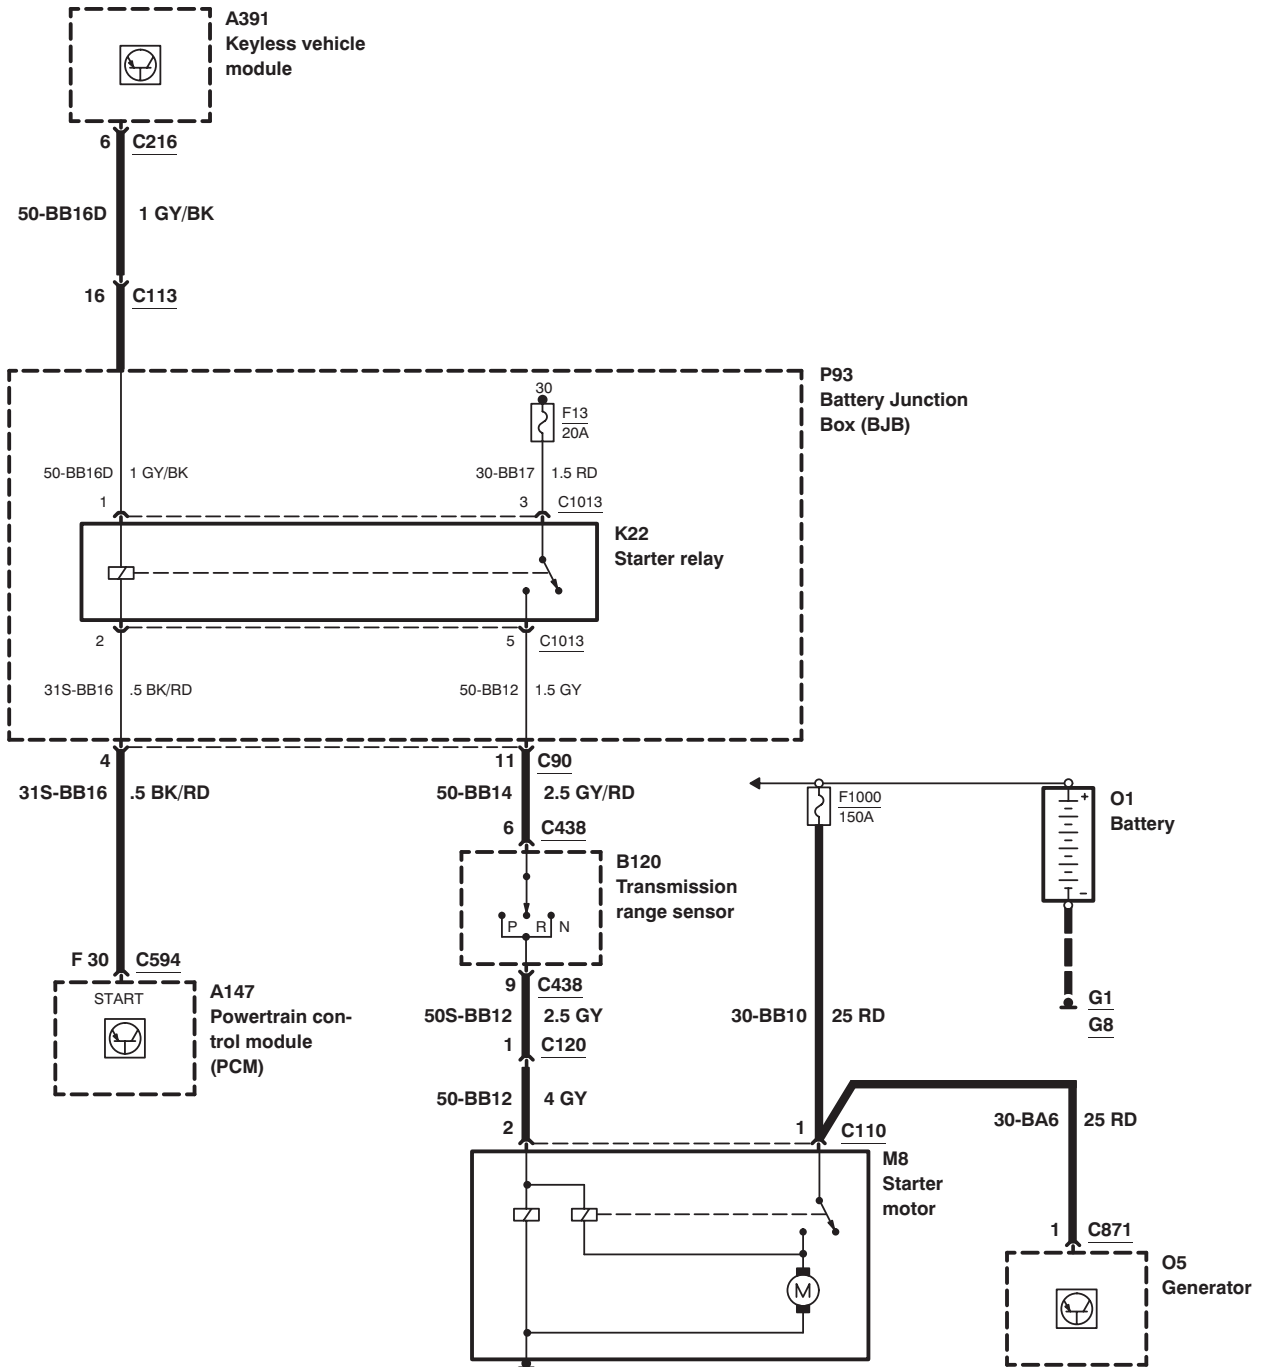 A391
Keyless vehicle
module
6 C216
50-BB16D 1 GY/BK
16 C113
P93
Battery Junction
Box (BJB)
30
F13
20A
50-BB16D 1 GY/BK 30-BB17 1.5 RD
1 3 C1013
K22
Starter relay
2 5 C1013
31S-BB16 .5 BK/RD 50-BB12 1.5 GY
4 11 C90
31S-BB16 .5 BK/RD 50-BB14 2.5 GY/RD
F1000
150A
+
-
O1
Battery
6 C438
B120
Transmission
range sensor
P R N
F 30 C594
START
A147
Powertrain con-
trol module
(PCM)
9 C438
50S-BB12 2.5 GY 30-BB10 25 RD
G1
G8
1 C120
50-BB12 4 GY
2 1 C110
30-BA6 25 RD
M8
Starter
motor
M
1 C871
O5
Generator